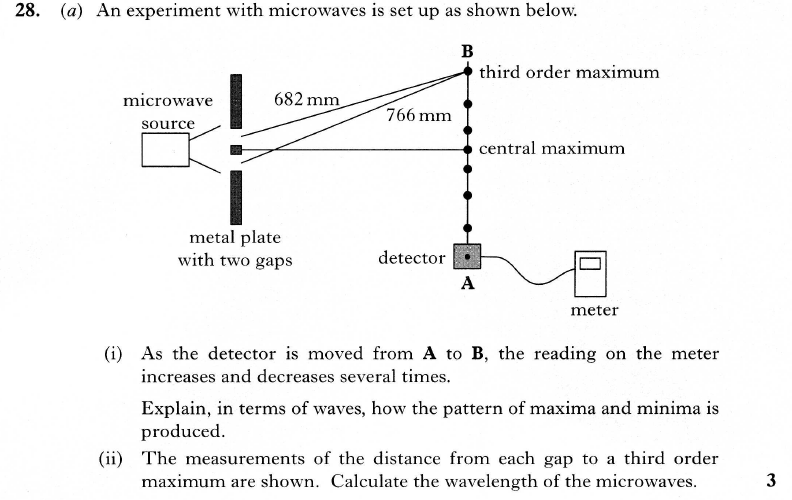 28. (a) An experiment with microwaves is set up as shown below.
B
third order maximum
microwave
source
682 mm
766 mm
central maximum
metal plate
with two gaps
detector
A
meter
(i) As the detector is moved from A to B, the reading on the meter
increases and decreases several times.
Explain, in terms of waves, how the pattern of maxima and minima is
produced.
(ii) The measurements of the distance from each gap to a third order
maximum are shown. Calculate the wavelength of the microwaves. 3